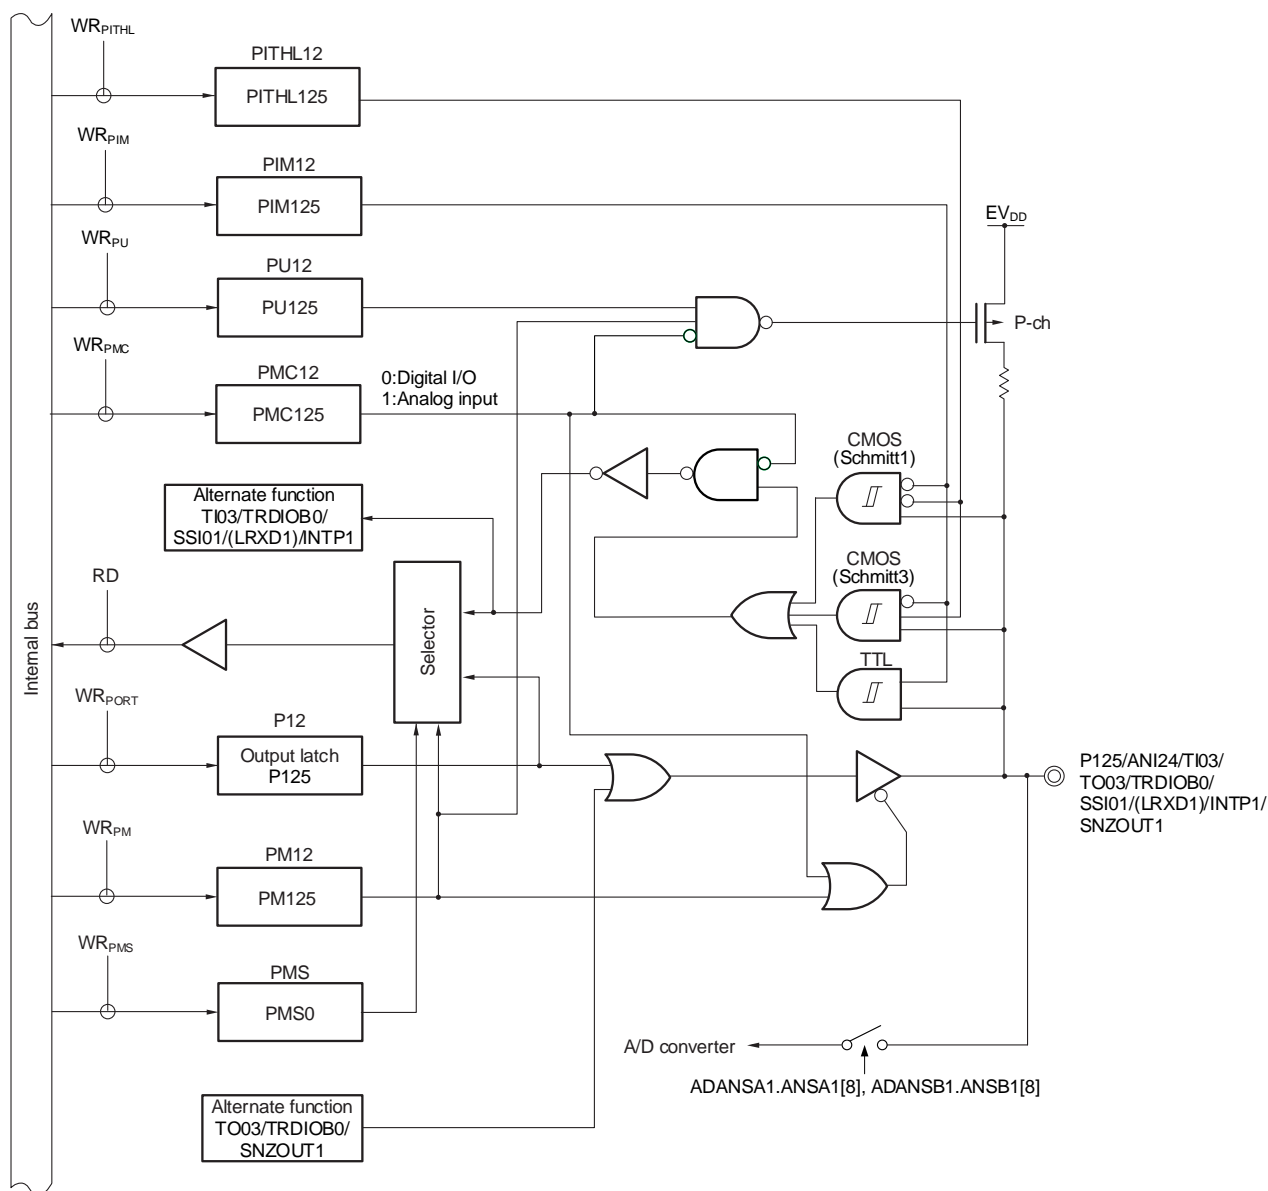 WRPITHL
PITHL12
PITHL125
WRPIM
PIM12
PIM125
EVDD
WRPU
PU12
PU125
P-ch
WRPMC
PMC12
PMC125
0:Digital I/O
1:Analog input
CMOS
(Schmitt1)
Alternate function
TI03/TRDIOB0/
SSI01/(LRXD1)/INTP1
CMOS
(Schmitt3)
RD
Selector
Internal bus
TTL
WRPORT
P12
Output latch
P125
P125/ANI24/TI03/
TO03/TRDIOB0/
SSI01/(LRXD1)/INTP1/
SNZOUT1
WRPM
PM12
PM125
WRPMS
PMS
PMS0
A/D converter
ADANSA1.ANSA1[8], ADANSB1.ANSB1[8]
Alternate function
TO03/TRDIOB0/
SNZOUT1